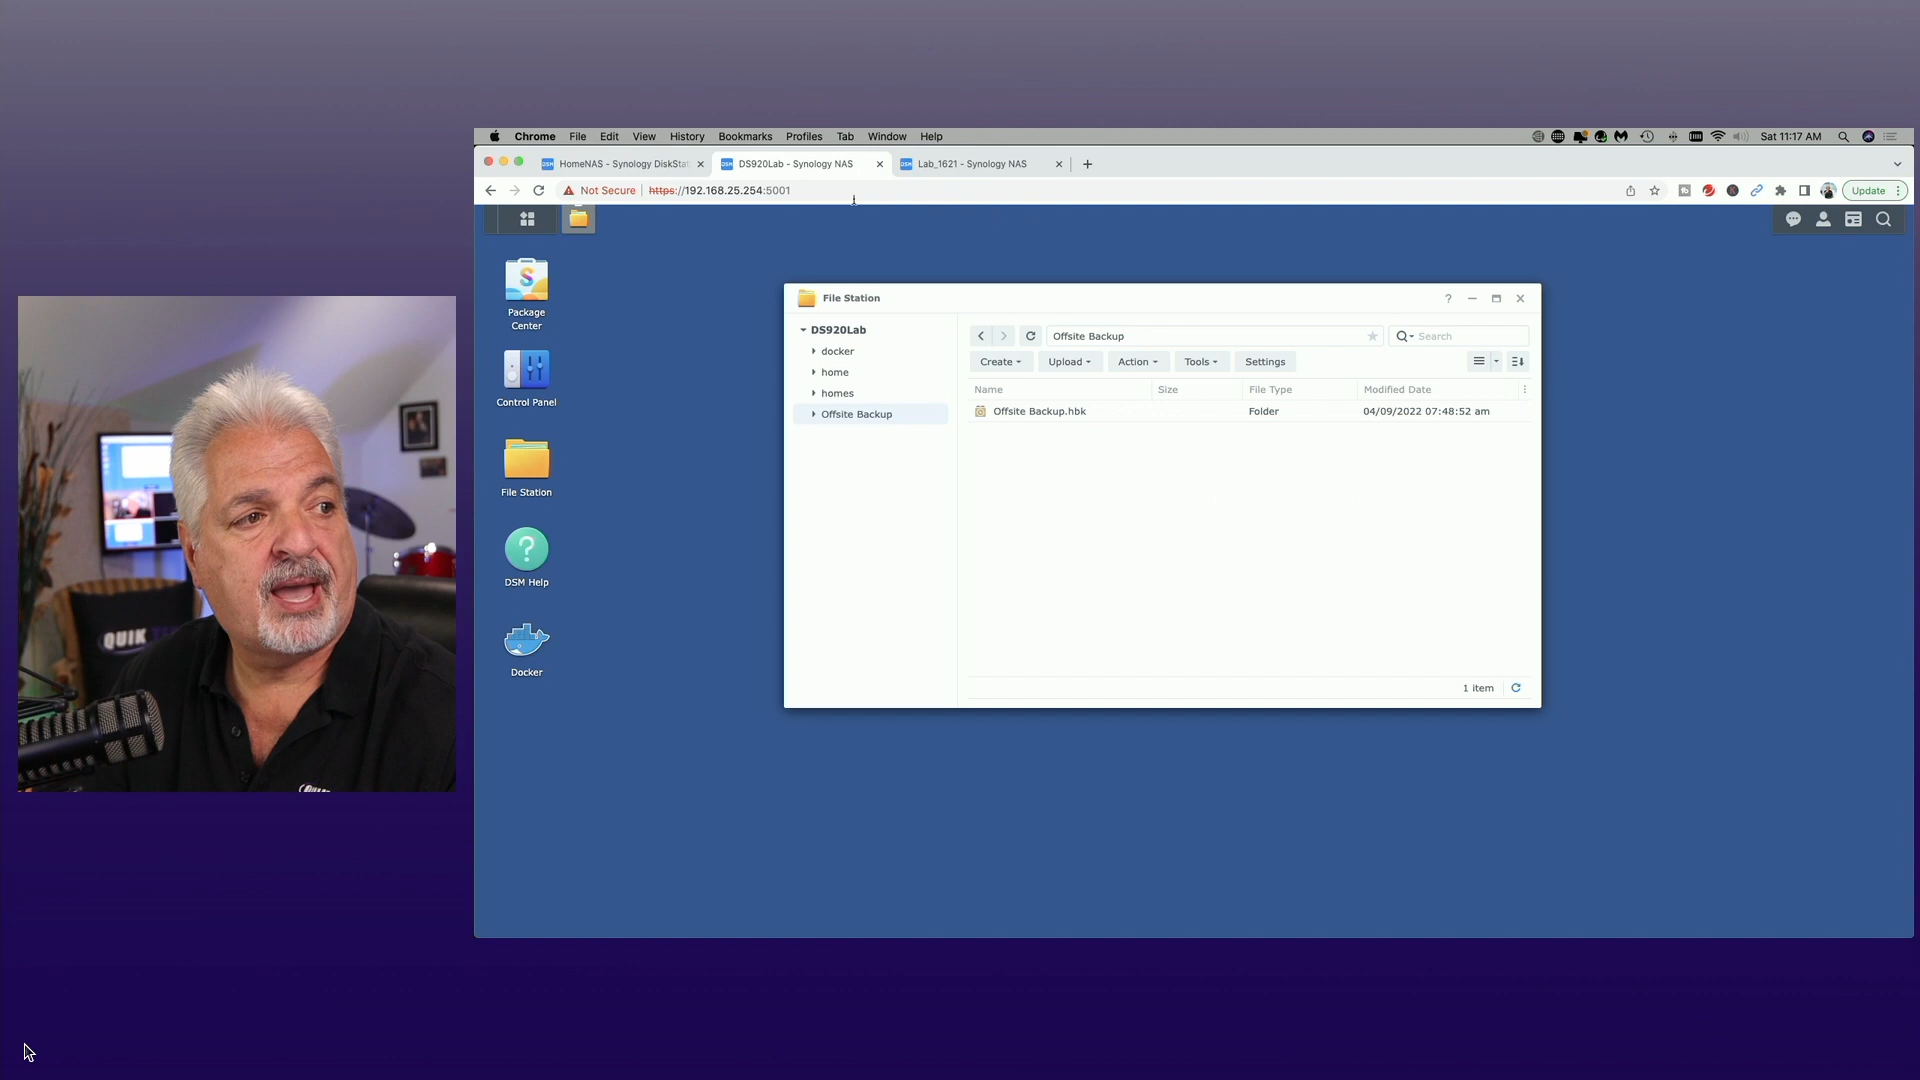 Chrome File Edit View History Bookmarks Profiles Tab Window Help
Sat 11:17 AM
HomeNAS - Synology DiskSta
DS920Lab - Synology NAS
Lab_1621 - Synology NAS
Not Secure https://192.168.25.254:5001
Update
Package
Center
Control Panel
File Station
DSM Help
Docker
File Station
DS920Lab
docker
home
homes
Offsite Backup
Offsite Backup
Search
Create Upload Action Tools Settings
Name Size File Type Modified Date
Offsite Backup.hbk Folder 04/09/2022 07:48:52 am
1 item
QUIK